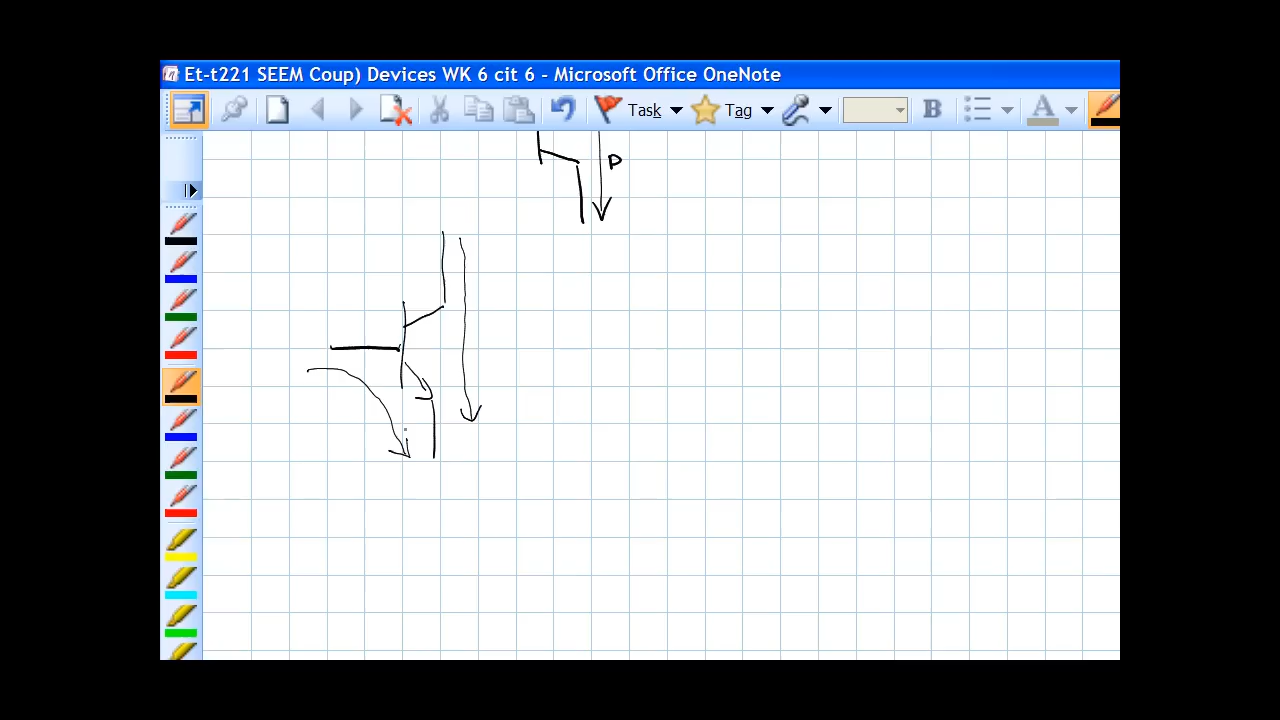 Et-t221 SEEM Coup) Devices WK 6 cit 6 - Microsoft Office OneNote
Task Tag B A
P